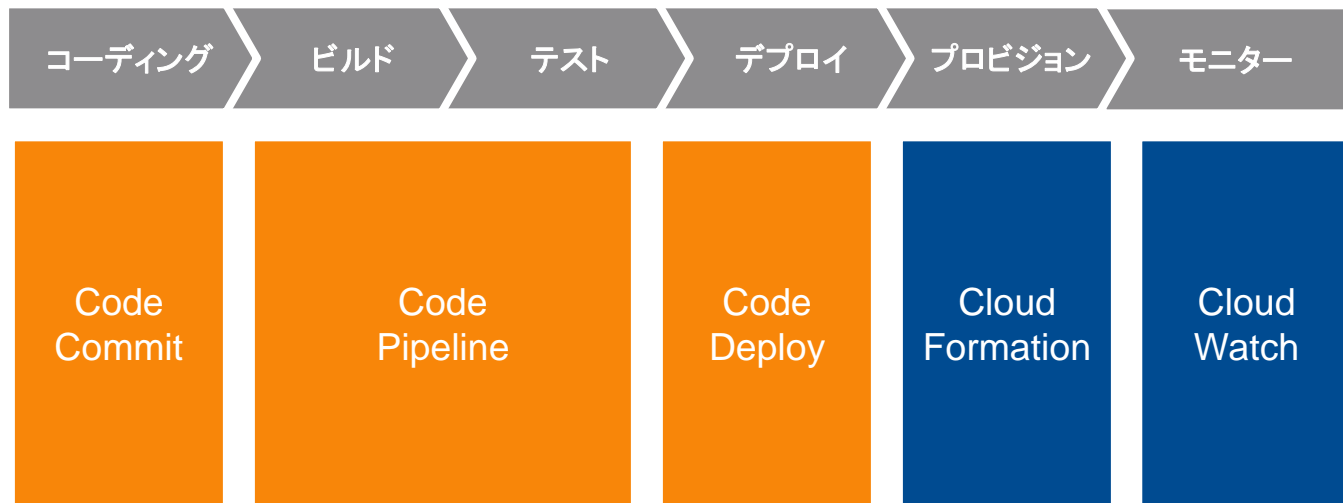 コーディング
ビルド
テスト
デプロイ
プロビジョン
モニター
Code
Commit
Code
Pipeline
Code
Deploy
Cloud
Formation
Cloud
Watch